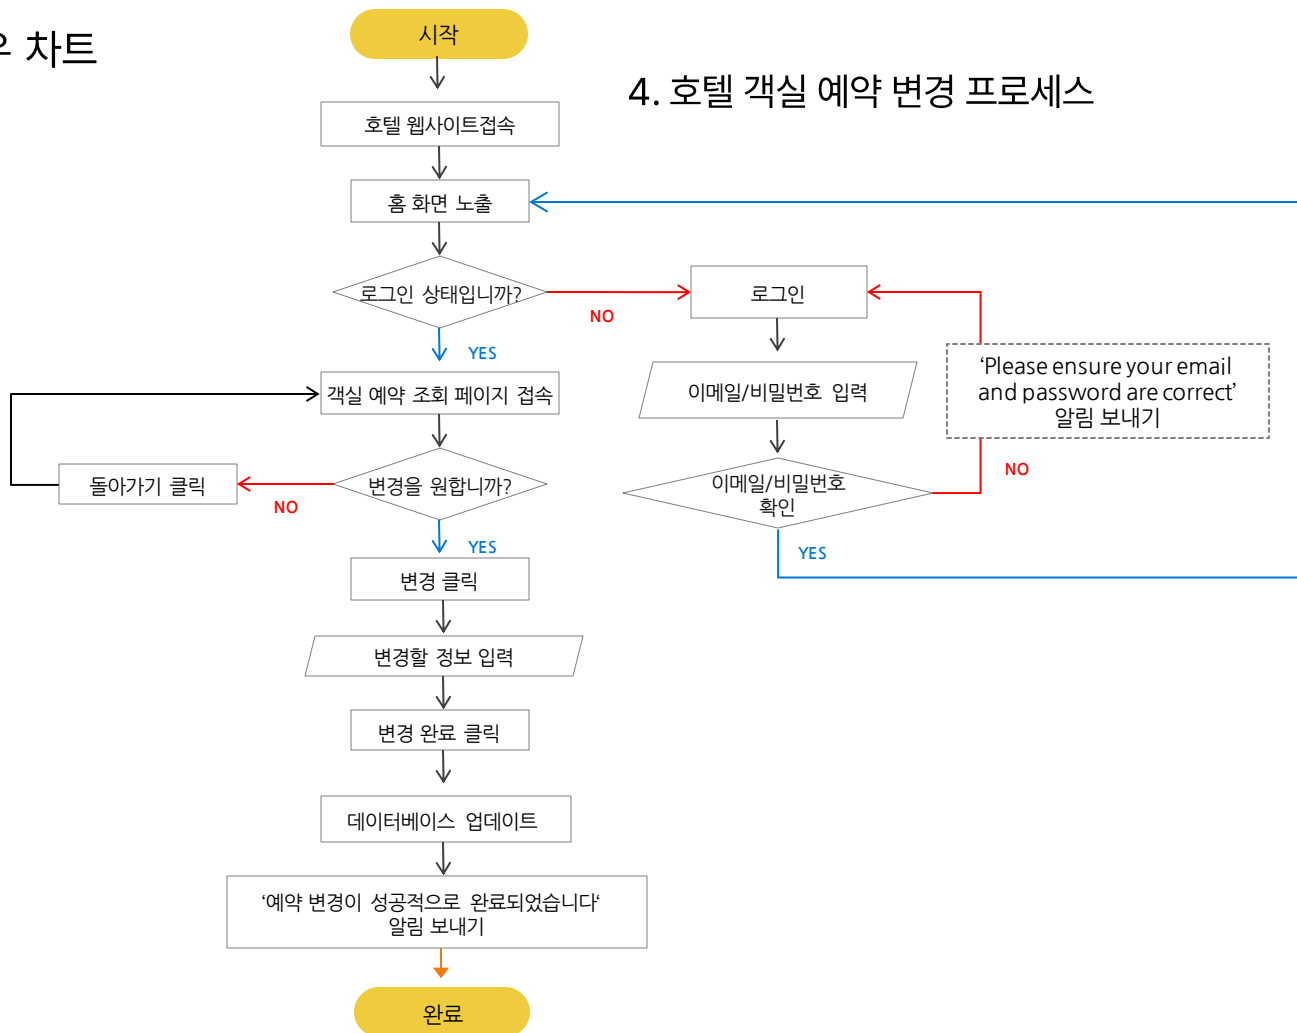 차트
4. 호텔 객실 예약 변경 프로세스
시작
호텔 웹사이트접속
홈 화면 노출
로그인 상태입니까?
NO
YES
로그인
이메일/비밀번호 입력
이메일/비밀번호
확인
NO
YES
‘Please ensure your email
and password are correct’
알림 보내기
객실 예약 조회 페이지 접속
변경을 원합니까?
NO
돌아가기 클릭
YES
변경 클릭
변경할 정보 입력
변경 완료 클릭
데이터베이스 업데이트
‘예약 변경이 성공적으로 완료되었습니다‘
알림 보내기
완료